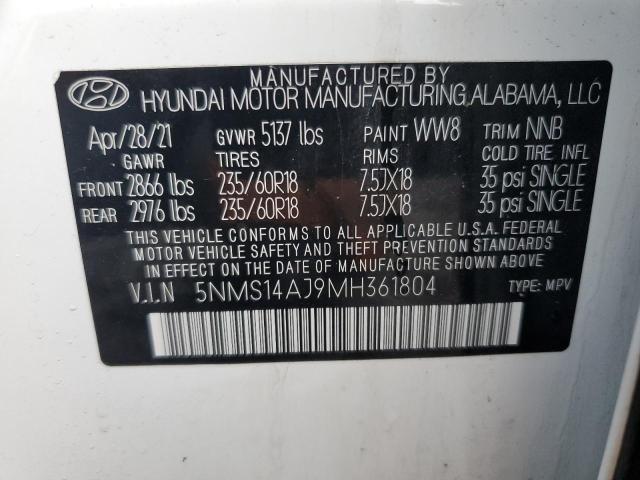 MANUFACTURED BY
HYUNDAI MOTOR MANUFACTURING ALABAMA, LLC
Apr/28/21 GVWR 5137 lbs PAINT WW8 TRIM NNB
GAWR TIRES RIMS COLD TIRE INFL
FRONT 2866 lbs 235/60R18 7.5JX18 35 psi SINGLE
REAR 2976 lbs 235/60R18 7.5JX18 35 psi SINGLE
THIS VEHICLE CONFORMS TO ALL APPLICABLE U.S.A. FEDERAL
MOTOR VEHICLE SAFETY AND THEFT PREVENTION STANDARDS
IN EFFECT ON THE DATE OF MANUFACTURE SHOWN ABOVE.
V.I.N 5NMS14AJ9MH361804 TYPE: MPV